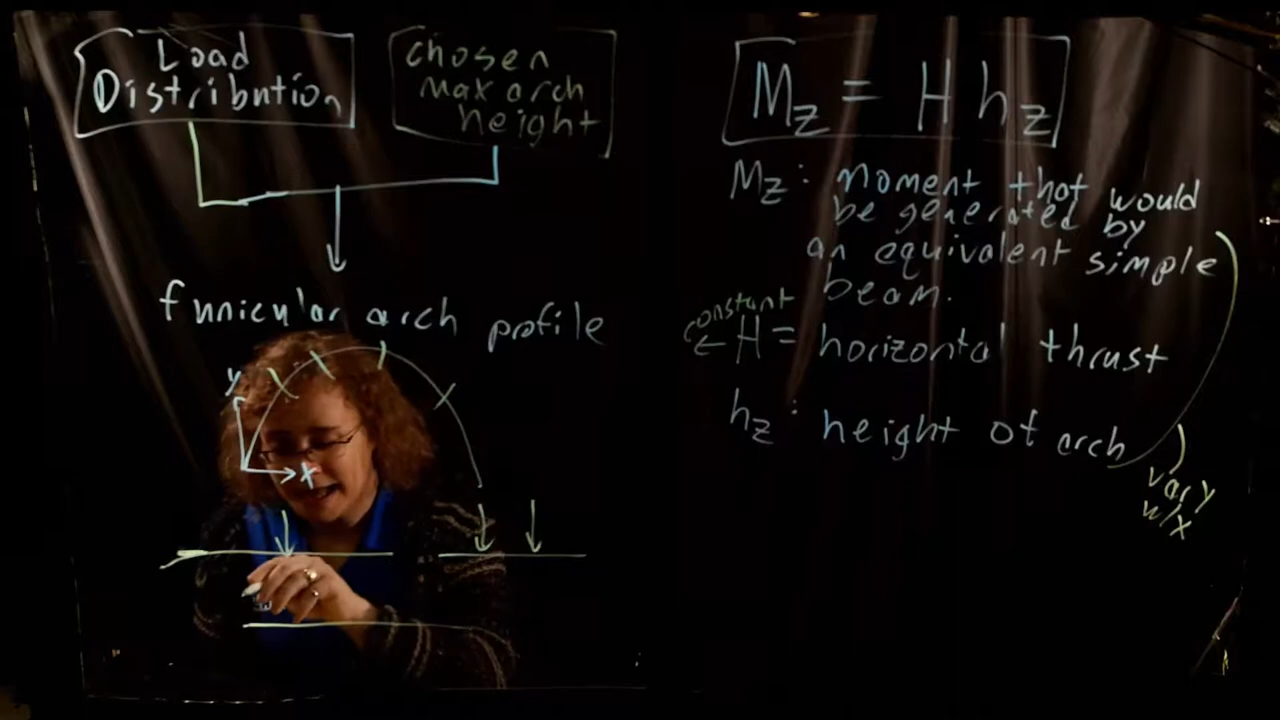 Load
Distribution
chosen
max arch
height
funicular arch profile
y
x
Mz = H hz
Mz: moment that would
be generated by
an equivalent simple
beam.
constant
← H = horizontal thrust
hz: height of arch
vary
w/x